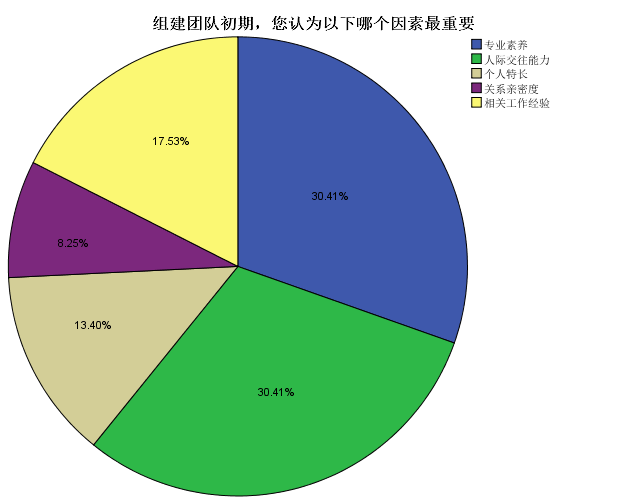 组建团队初期，您认为以下哪个因素最重要
专业素养
人际交往能力
个人特长
关系亲密度
相关工作经验
17.53%
30.41%
8.25%
13.40%
30.41%